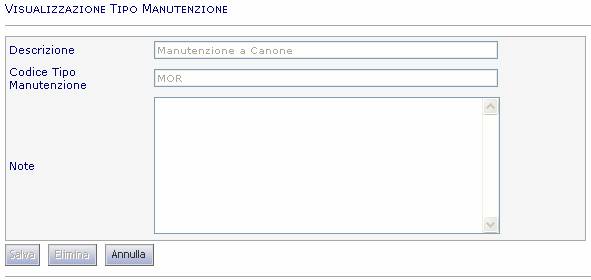 Visualizzazione Tipo Manutenzione
Descrizione
Manutenzione a Canone
Codice Tipo
Manutenzione
MOR
Note
Salva Elimina Annulla